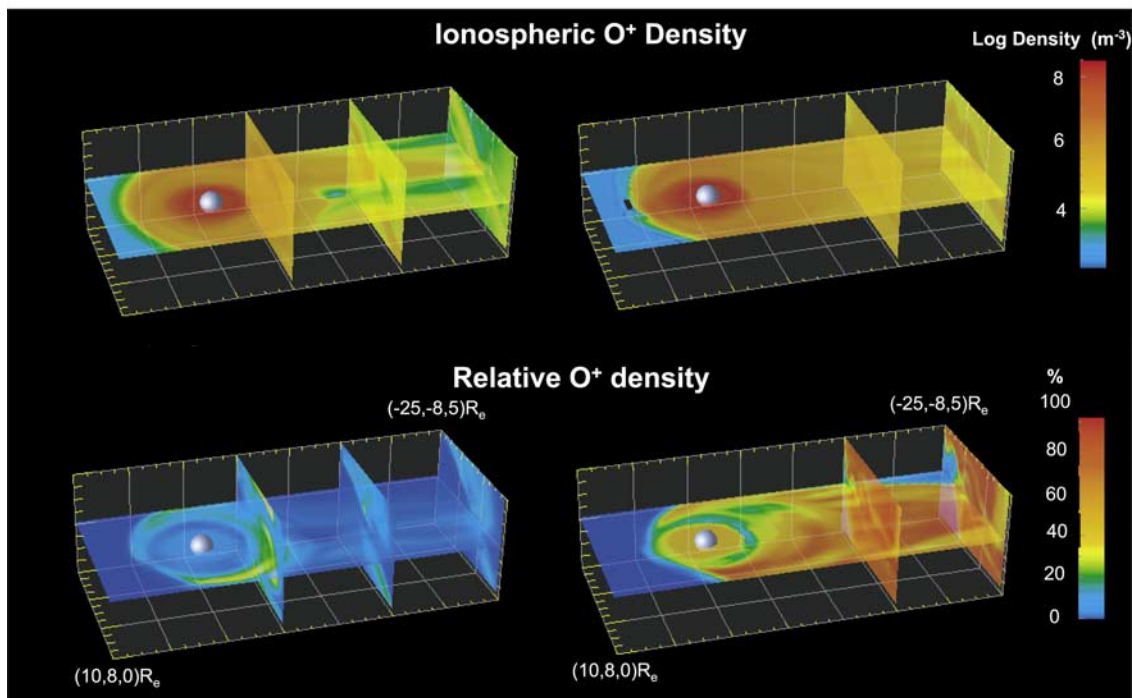 Ionospheric O⁺ Density
Log Density (m⁻³)
8
6
4
Relative O⁺ density
%
(-25,-8,5)Rₑ
(-25,-8,5)Rₑ
100
80
60
40
20
0
(10,8,0)Rₑ
(10,8,0)Rₑ